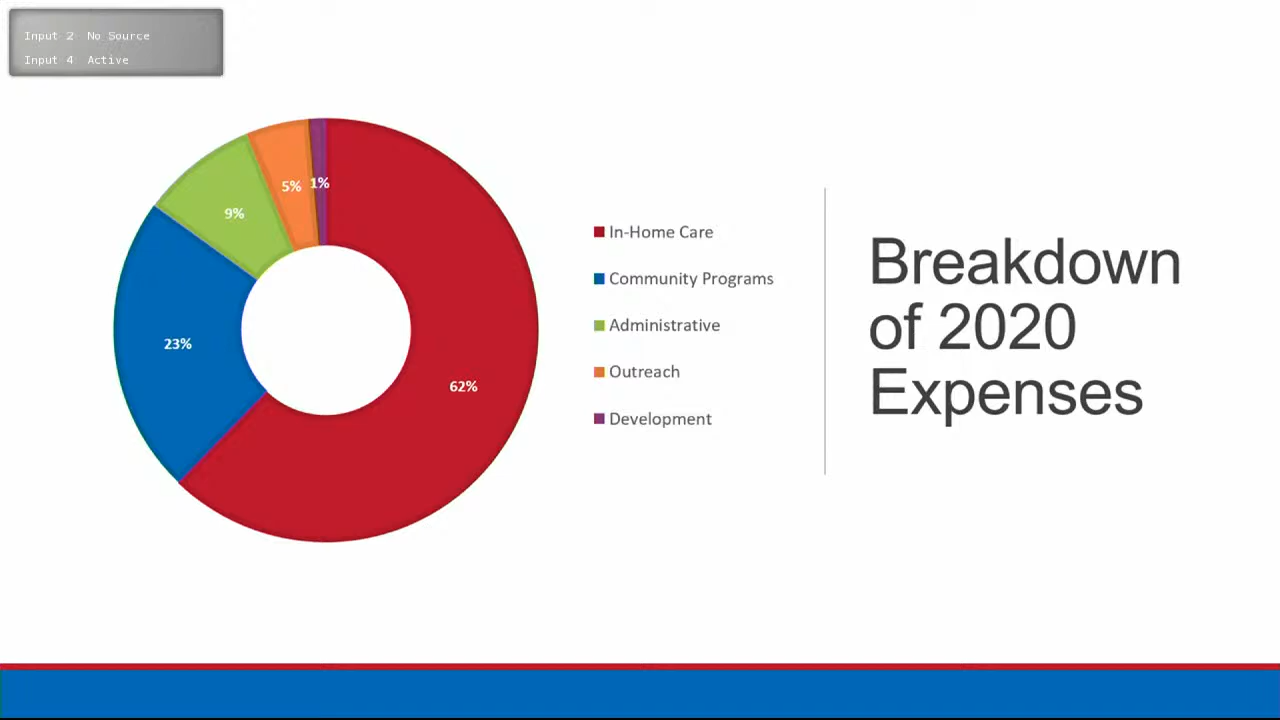 Input 2  No Source
Input 4  Active
5%
1%
9%
23%
62%
In-Home Care
Community Programs
Administrative
Outreach
Development
Breakdown
of 2020
Expenses